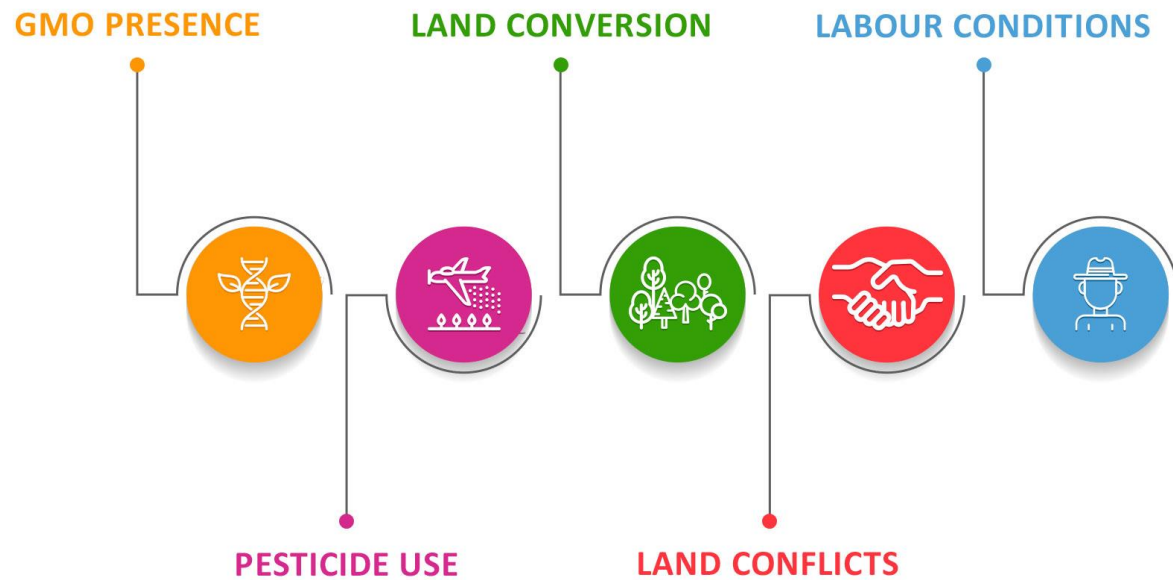 GMO PRESENCE
LAND CONVERSION
LABOUR CONDITIONS
PESTICIDE USE
LAND CONFLICTS